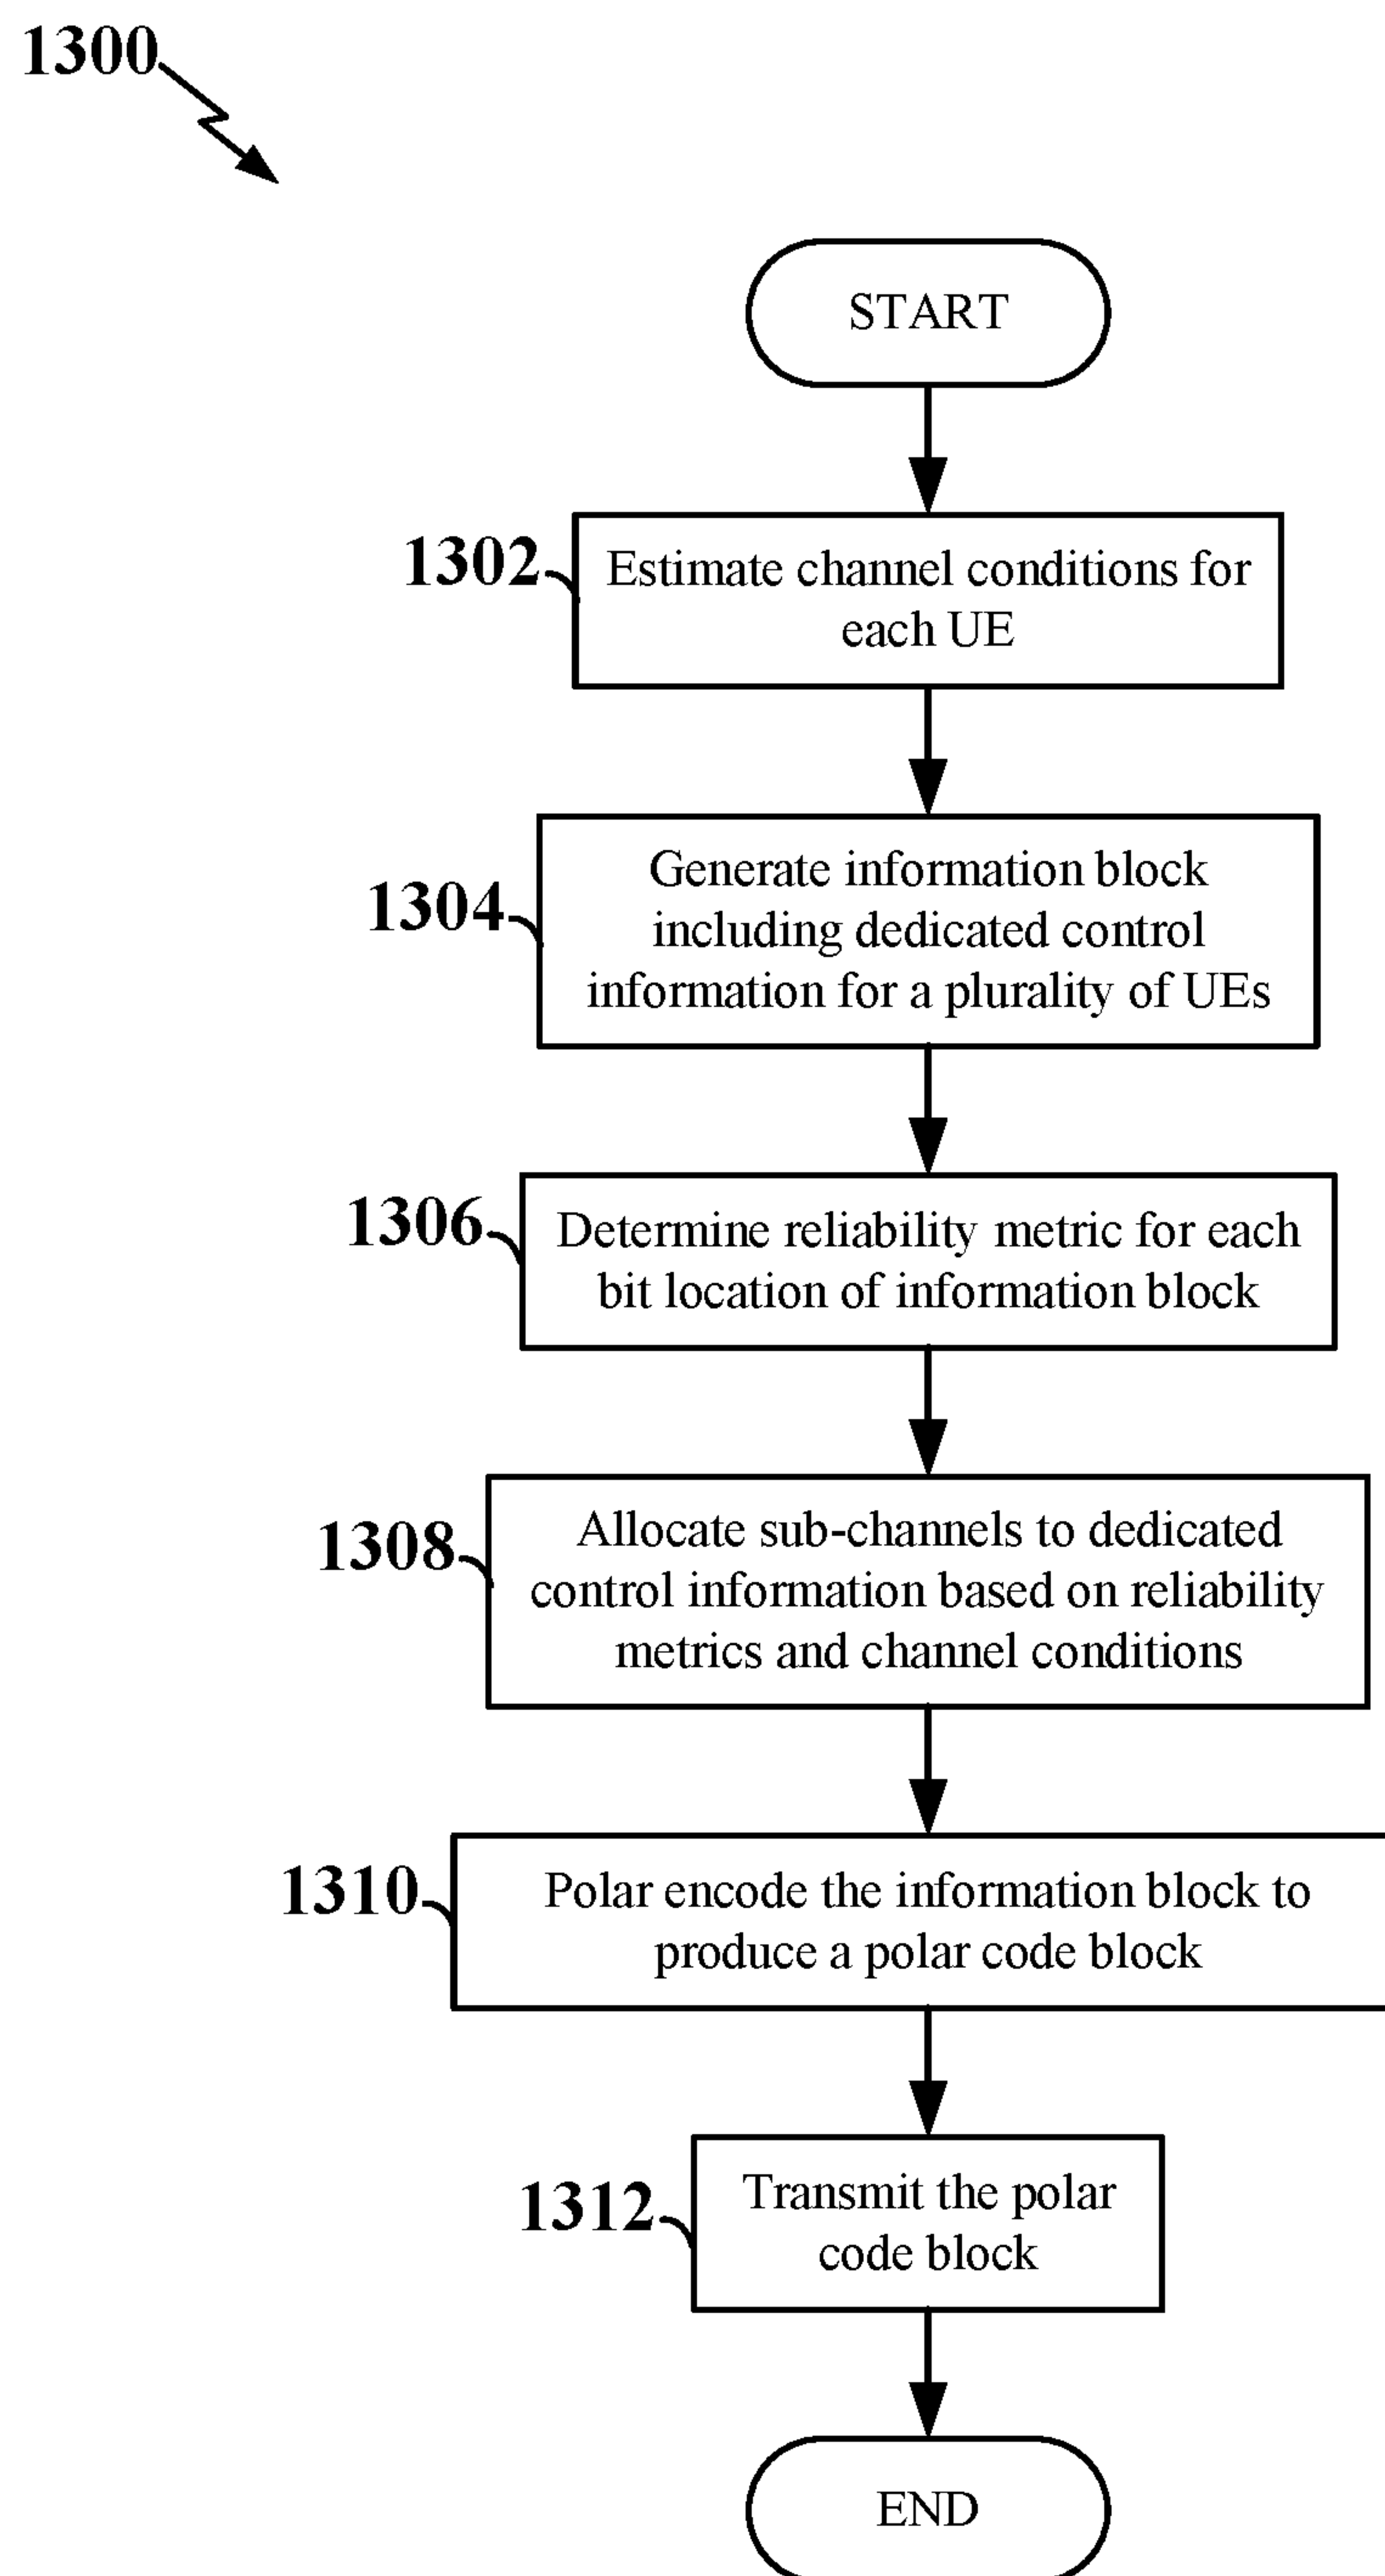 1300
START
1302
Estimate channel conditions for
each UE
1304
Generate information block
including dedicated control
information for a plurality of UEs
1306
Determine reliability metric for each
bit location of information block
1308
Allocate sub-channels to dedicated
control information based on reliability
metrics and channel conditions
1310
Polar encode the information block to
produce a polar code block
1312
Transmit the polar
code block
END